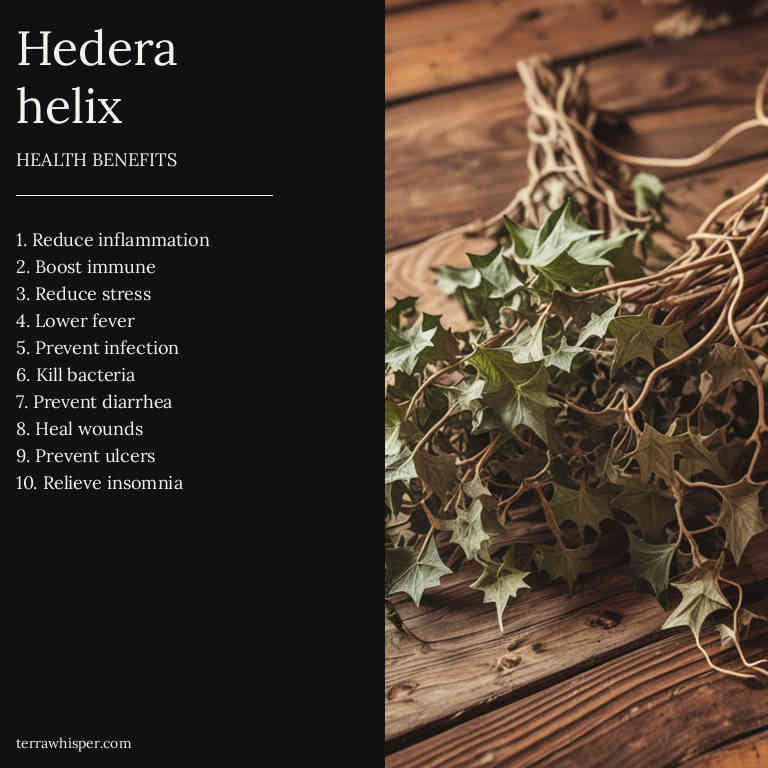 Hedera
helix
HEALTH BENEFITS
1. Reduce inflammation
2. Boost immune
3. Reduce stress
4. Lower fever
5. Prevent infection
6. Kill bacteria
7. Prevent diarrhea
8. Heal wounds
9. Prevent ulcers
10. Relieve insomnia
terrawhisper.com